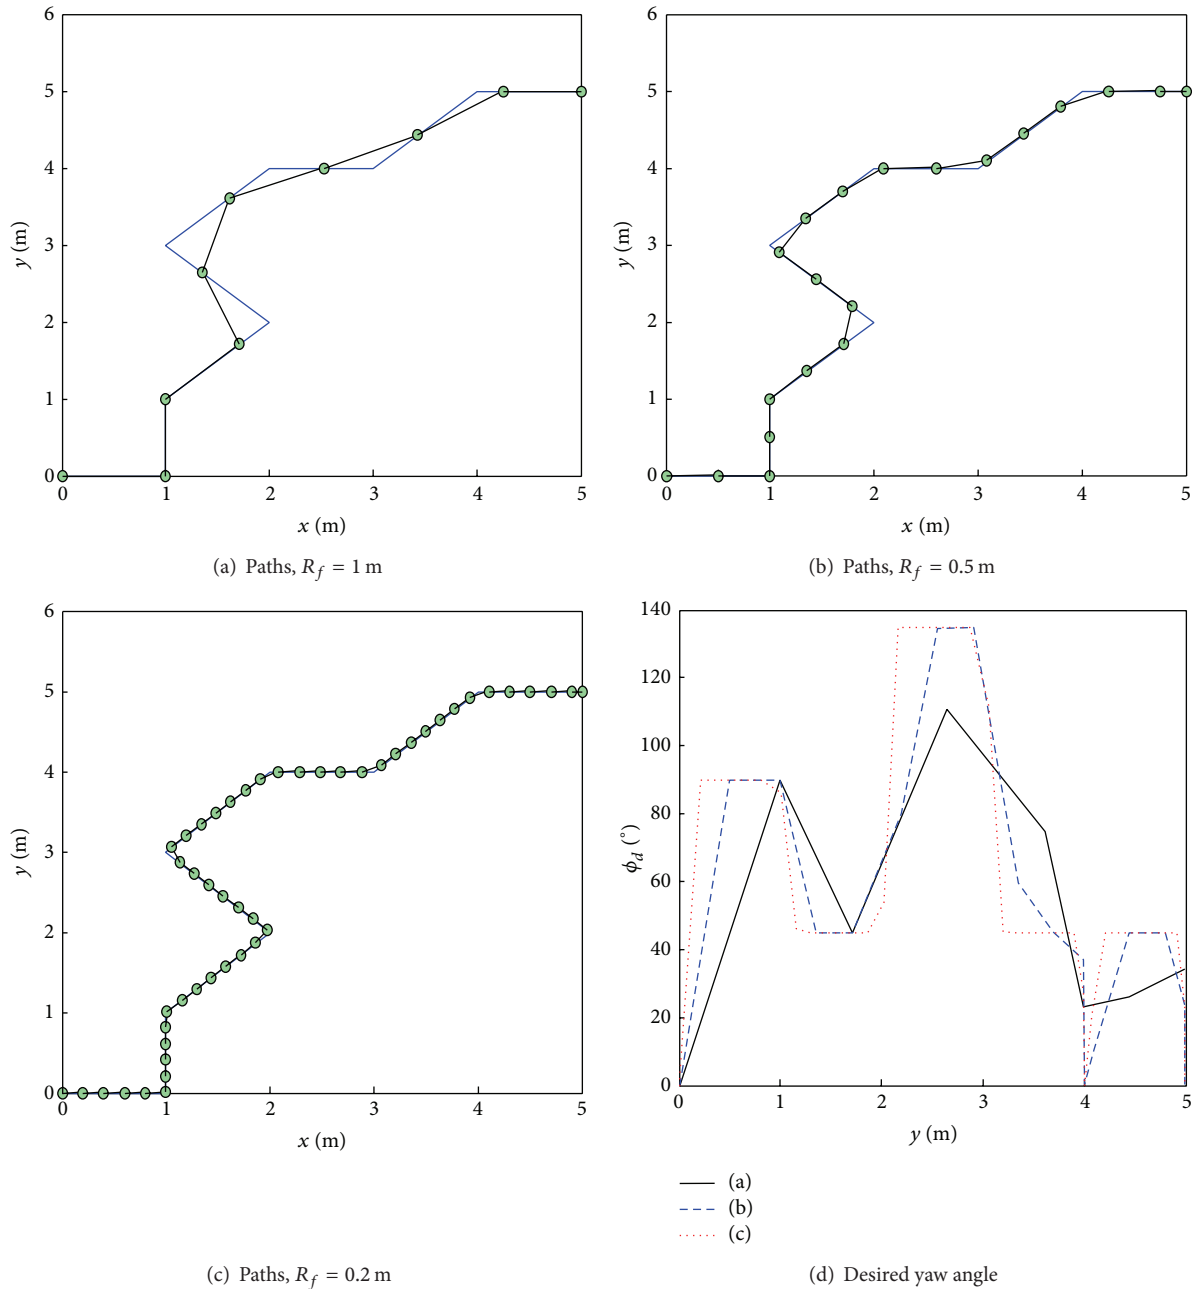 6
5
4
3
2
1
0
y (m)
0 1 2 3 4 5
x (m)
(a) Paths, R_f = 1 m
6
5
4
3
2
1
0
y (m)
0 1 2 3 4 5
x (m)
(b) Paths, R_f = 0.5 m
6
5
4
3
2
1
0
y (m)
0 1 2 3 4 5
x (m)
(c) Paths, R_f = 0.2 m
140
120
100
80
60
40
20
0
ϕ_d (°)
0 1 2 3 4 5
y (m)
(a)
(b)
(c)
(d) Desired yaw angle